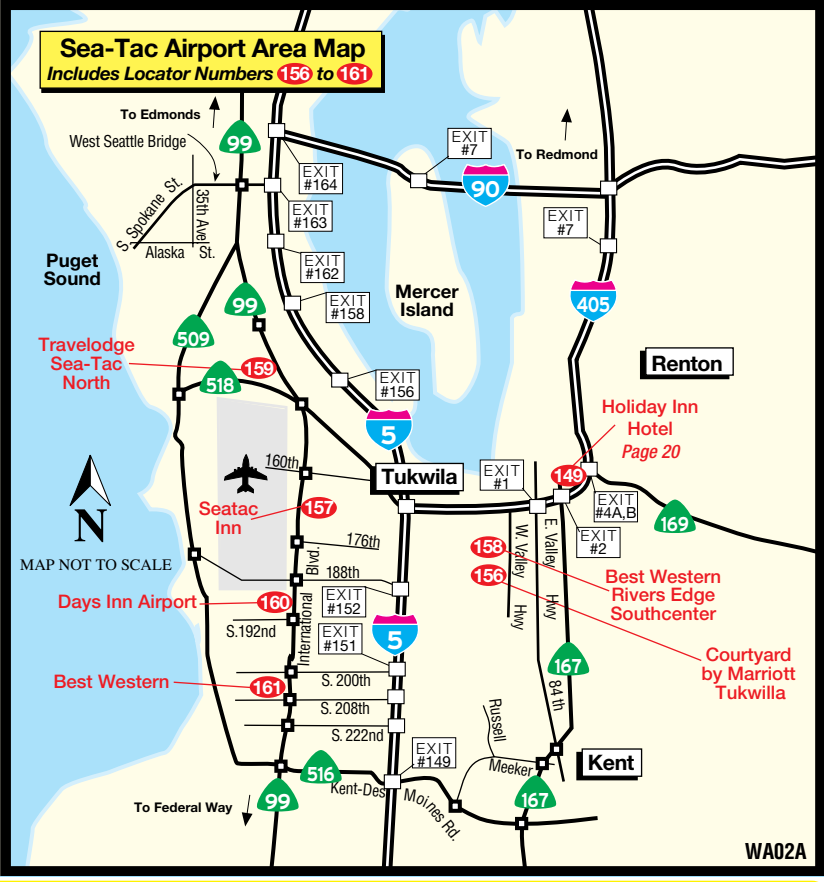 Sea-Tac Airport Area Map
Includes Locator Numbers 156 to 161
To Edmonds
West Seattle Bridge
99
S. Spokane St.
35th Ave
Alaska St.
EXIT
#164
EXIT
#163
EXIT
#162
EXIT
#158
EXIT
#156
EXIT
#7
90
To Redmond
EXIT
#7
405
Puget
Sound
Mercer
Island
99
509
518
Travelodge
Sea-Tac
North
159
Renton
Holiday Inn
Hotel
Page 20
149
5
Tukwila
EXIT
#1
EXIT
#4A,B
EXIT
#2
169
N
MAP NOT TO SCALE
160th
Seatac
Inn
157
176th
188th
International Blvd.
W. Valley Hwy
E. Valley Hwy
158
156
Best Western
Rivers Edge
Southcenter
Courtyard
by Marriott
Tukwilla
Days Inn Airport
160
S.192nd
EXIT
#152
EXIT
#151
5
Best Western
161
S. 200th
S. 208th
S. 222nd
167
84 th
Russell
Meeker
Kent
EXIT
#149
516
Kent-Des Moines Rd.
99
167
To Federal Way
WA02A